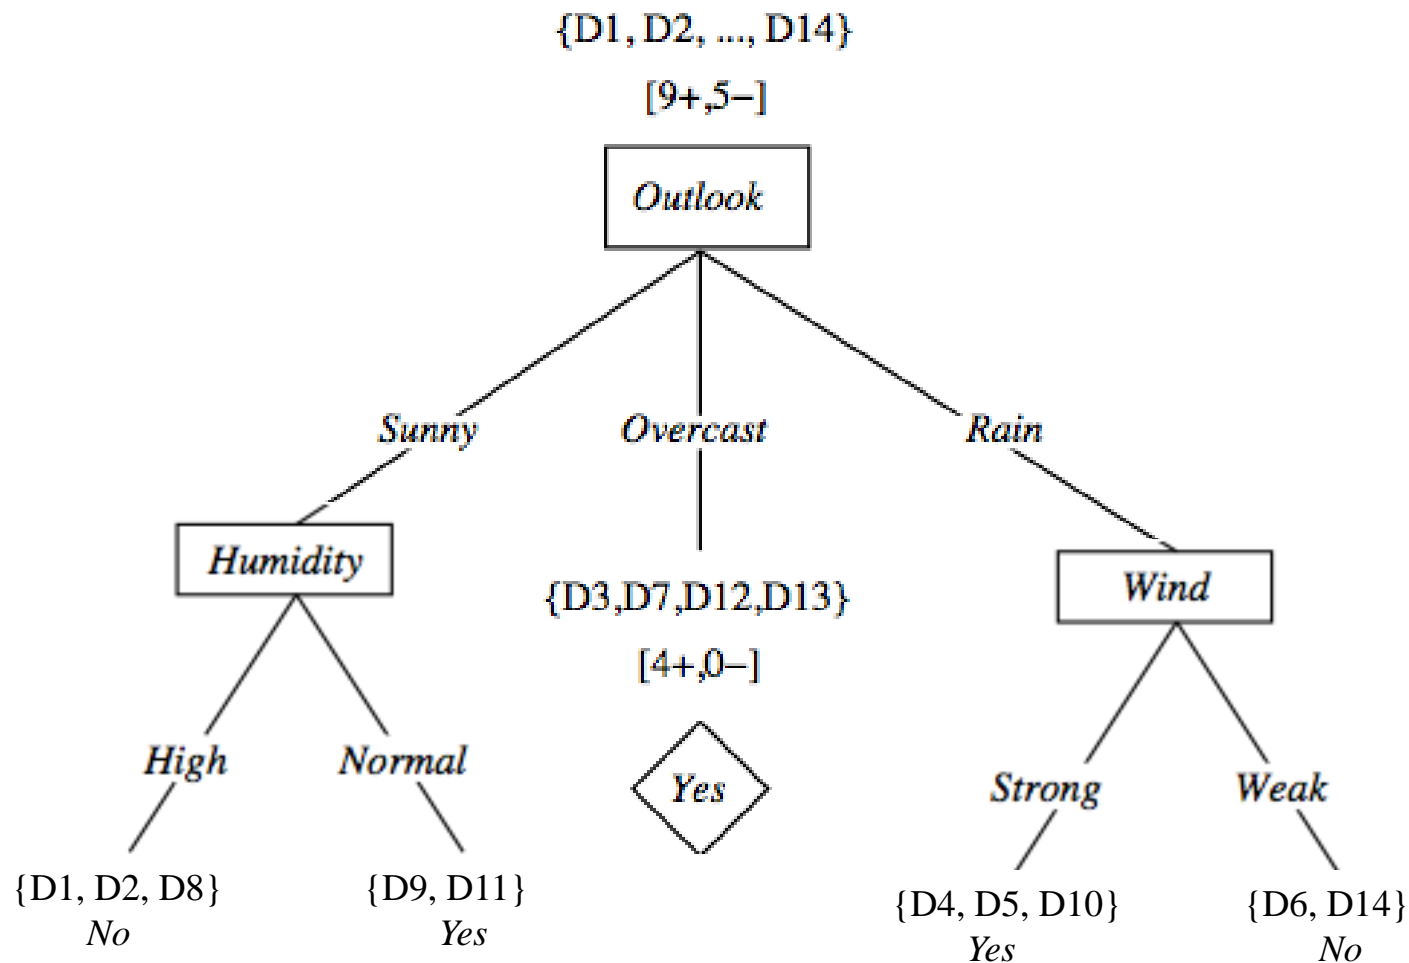 {D1, D2, ..., D14}
[9+,5−]
Outlook
Sunny
Overcast
Rain
Humidity
{D3,D7,D12,D13}
Wind
[4+,0−]
High
Normal
Yes
Strong
Weak
{D1, D2, D8}
No
{D9, D11}
Yes
{D4, D5, D10}
Yes
{D6, D14}
No